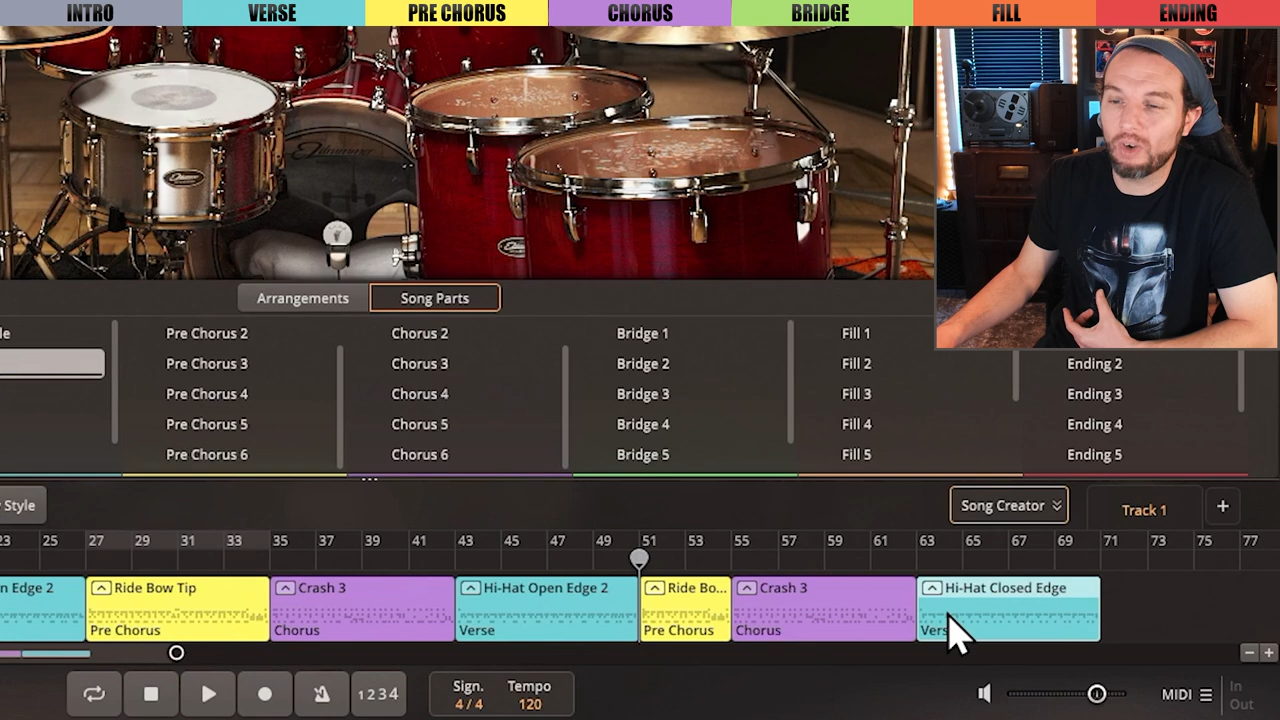 INTRO
VERSE
PRE CHORUS
CHORUS
BRIDGE
FILL
ENDING
Arrangements
Song Parts
Pre Chorus 2
Chorus 2
Bridge 1
Fill 1
Pre Chorus 3
Chorus 3
Bridge 2
Fill 2
Ending 2
Pre Chorus 4
Chorus 4
Bridge 3
Fill 3
Ending 3
Pre Chorus 5
Chorus 5
Bridge 4
Fill 4
Ending 4
Pre Chorus 6
Chorus 6
Bridge 5
Fill 5
Ending 5
Style
Song Creator
Track 1
+
23 25 27 29 31 33 35 37 39 41 43 45 47 49 51 53 55 57 59 61 63 65 67 69 71 73 75 77
n Edge 2
Ride Bow Tip
Crash 3
Hi-Hat Open Edge 2
Ride Bo...
Crash 3
Hi-Hat Closed Edge
Pre Chorus
Chorus
Verse
Pre Chorus
Chorus
Vers
1 2 3 4
Sign.
4 / 4
Tempo
120
MIDI
In
Out